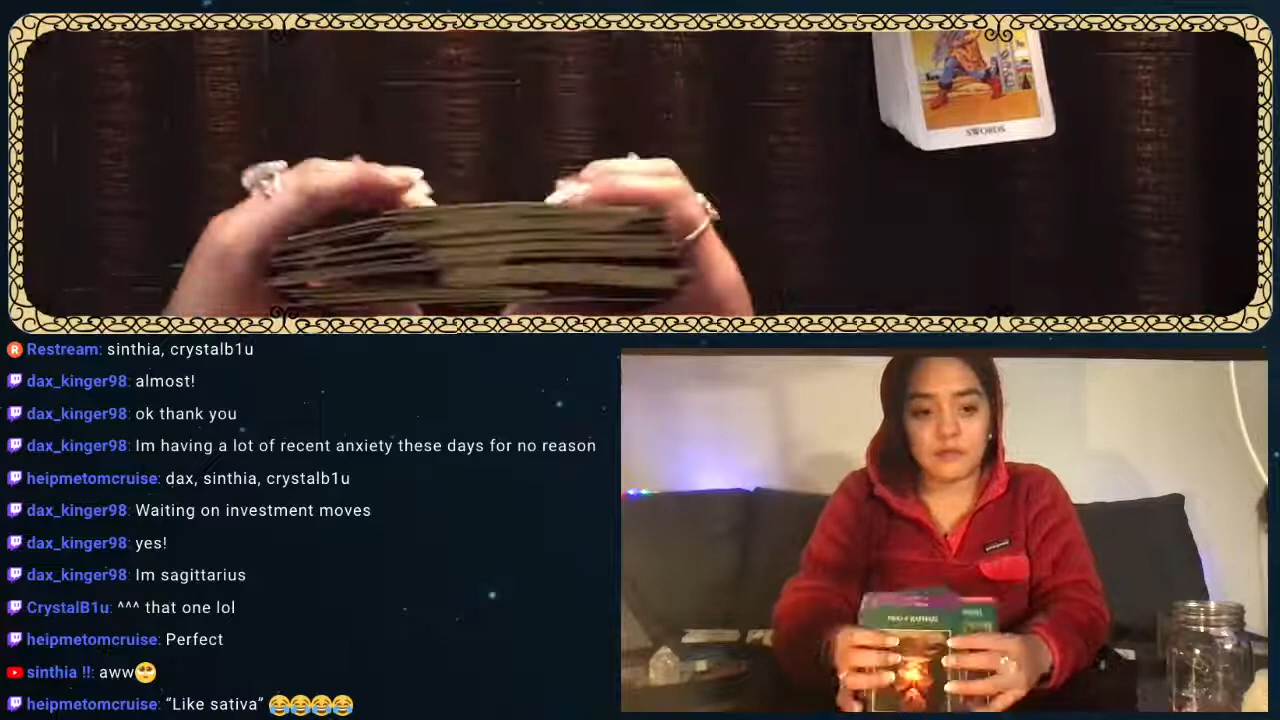 SWORDS
Restream: sinthia, crystalb1u
dax_kinger98: almost!
dax_kinger98: ok thank you
dax_kinger98: Im having a lot of recent anxiety these days for no reason
heipmetomcruise: dax, sinthia, crystalb1u
dax_kinger98: Waiting on investment moves
dax_kinger98: yes!
dax_kinger98: Im sagittarius
CrystalB1u: ^^^ that one lol
heipmetomcruise: Perfect
sinthia !!: aww🥺
heipmetomcruise: “Like sativa” 😂😂😂😂